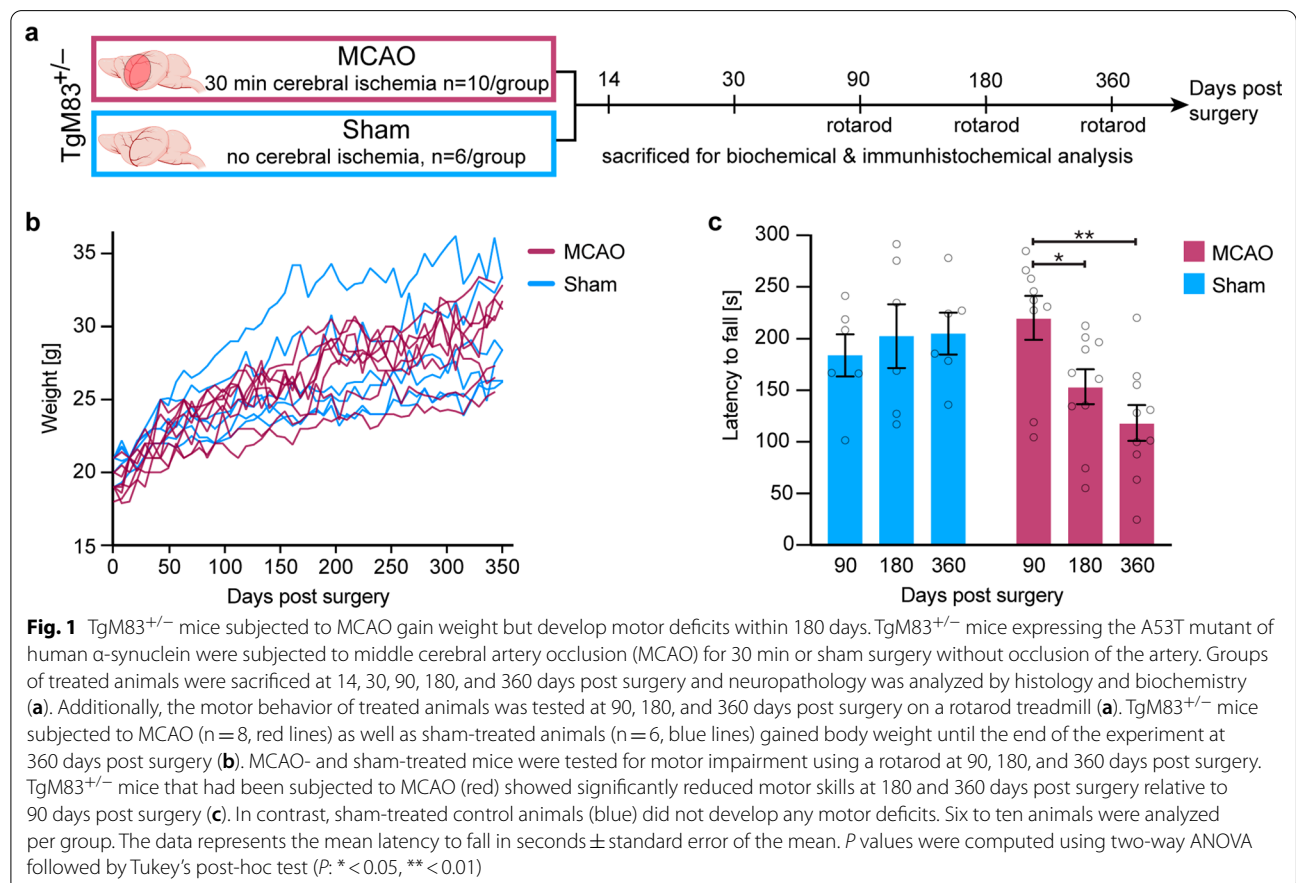 a
TgM83+/−
MCAO
30 min cerebral ischemia n=10/group
Sham
no cerebral ischemia, n=6/group
14 30 90 180 360
rotarod rotarod rotarod
Days post
surgery
sacrificed for biochemical & immunhistochemical analysis
b
Weight [g]
35
30
25
20
15
0 50 100 150 200 250 300 350
Days post surgery
MCAO
Sham
c
Latency to fall [s]
300
250
200
150
100
50
0
** 
*
90 180 360 90 180 360
Days post surgery
MCAO
Sham
Fig. 1 TgM83+/− mice subjected to MCAO gain weight but develop motor deficits within 180 days. TgM83+/− mice expressing the A53T mutant of
human α-synuclein were subjected to middle cerebral artery occlusion (MCAO) for 30 min or sham surgery without occlusion of the artery. Groups
of treated animals were sacrificed at 14, 30, 90, 180, and 360 days post surgery and neuropathology was analyzed by histology and biochemistry
(a). Additionally, the motor behavior of treated animals was tested at 90, 180, and 360 days post surgery on a rotarod treadmill (a). TgM83+/− mice
subjected to MCAO (n = 8, red lines) as well as sham-treated animals (n = 6, blue lines) gained body weight until the end of the experiment at
360 days post surgery (b). MCAO- and sham-treated mice were tested for motor impairment using a rotarod at 90, 180, and 360 days post surgery.
TgM83+/− mice that had been subjected to MCAO (red) showed significantly reduced motor skills at 180 and 360 days post surgery relative to
90 days post surgery (c). In contrast, sham-treated control animals (blue) did not develop any motor deficits. Six to ten animals were analyzed
per group. The data represents the mean latency to fall in seconds ± standard error of the mean. P values were computed using two-way ANOVA
followed by Tukey's post-hoc test (P: * < 0.05, ** < 0.01)